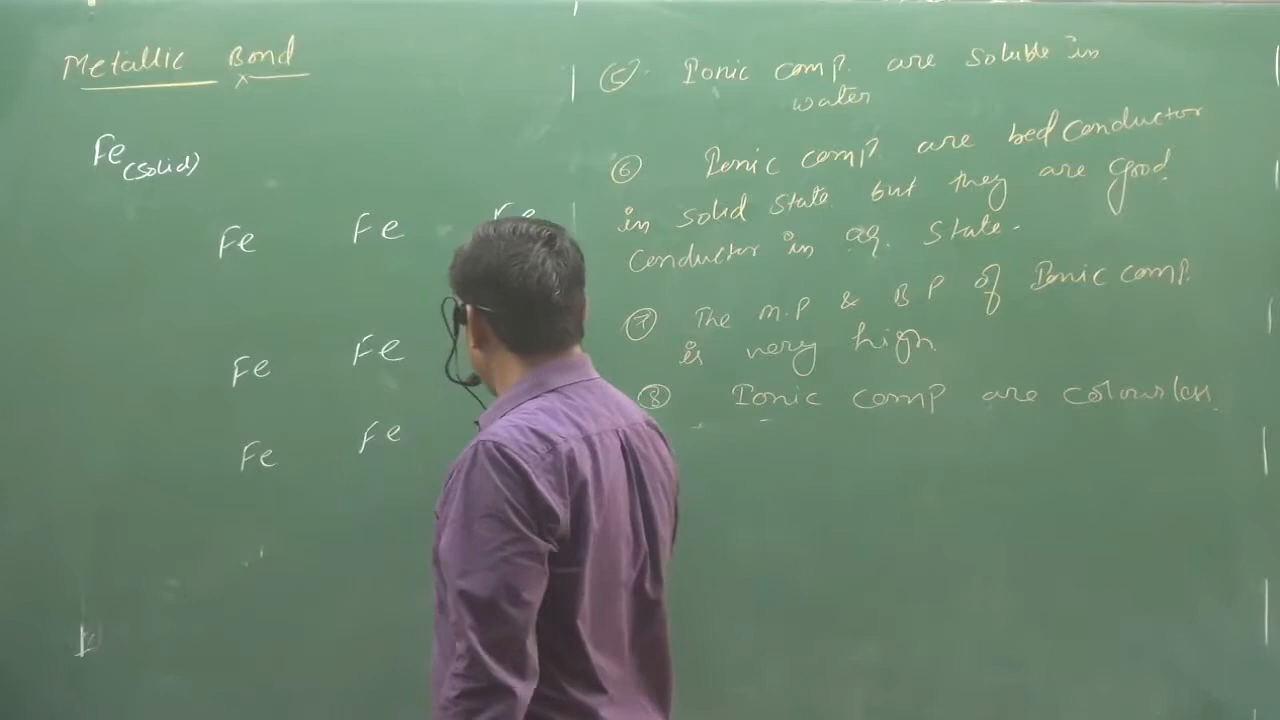 Metallic Bond
Fe(solid)
Fe Fe Fe
Fe Fe
Fe Fe
(5). Ionic comp. are soluble in
water
(6) Ionic comp. are bed conductor
in solid state but they are good
conductor in aq. state.
(7) The m.p & B P of Ionic comp.
is very high.
(8) Ionic comp are colourless.